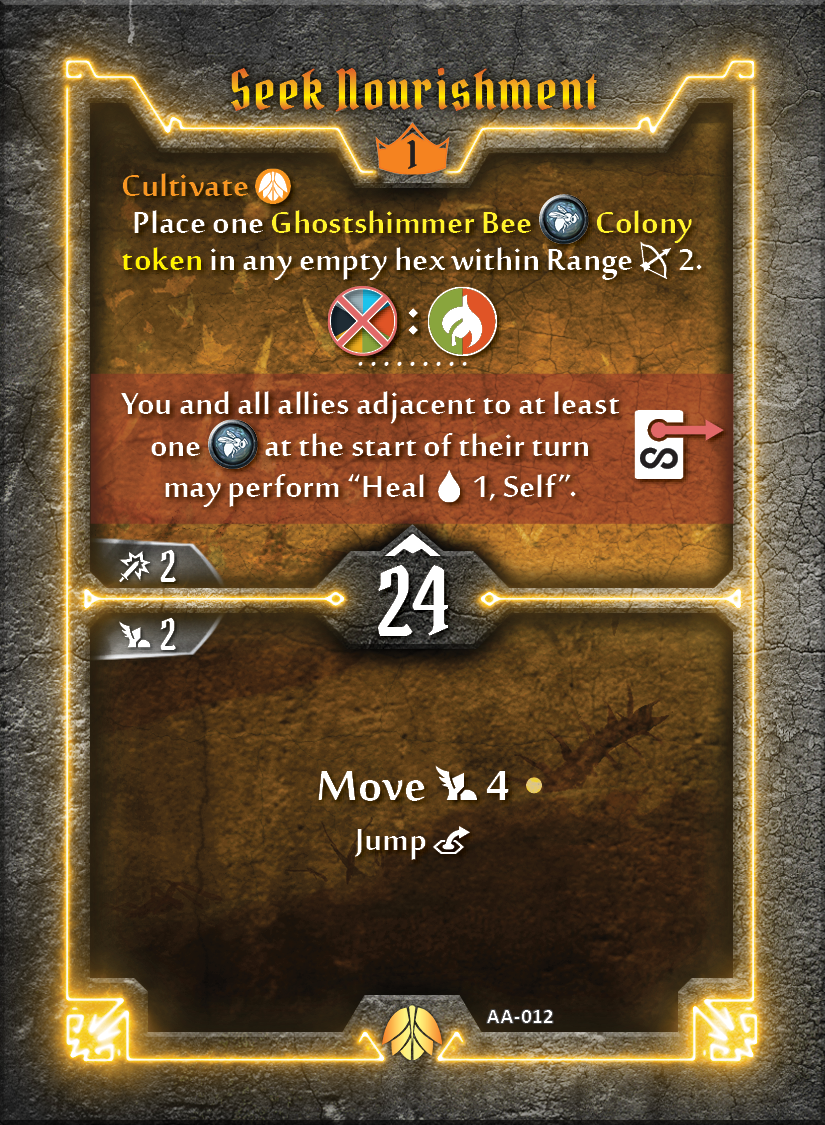 Seek Nourishment
1
Cultivate
Place one Ghostshimmer Bee Colony
token in any empty hex within Range 2.
:
You and all allies adjacent to at least
one at the start of their turn
may perform “Heal 1, Self”.
2
24
2
Move 4
Jump
AA-012